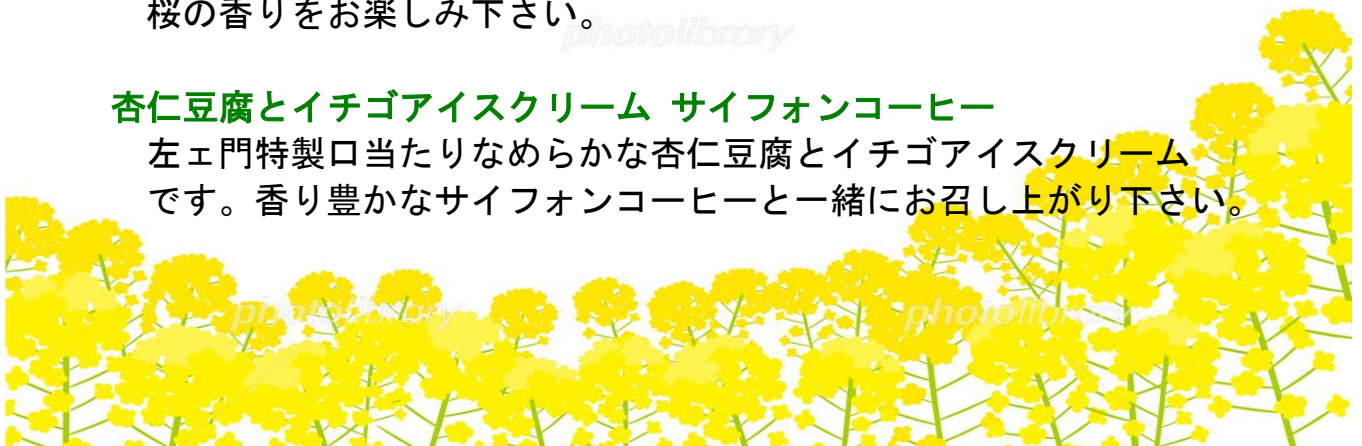 桜の香りをお楽しみ下さい。
photolibrary
杏仁豆腐とイチゴアイスクリーム サイフォンコーヒー
左ェ門特製口当たりなめらかな杏仁豆腐とイチゴアイスクリーム
です。香り豊かなサイフォンコーヒーと一緒にお召し上がり下さい。
photolibrary
photolibrary